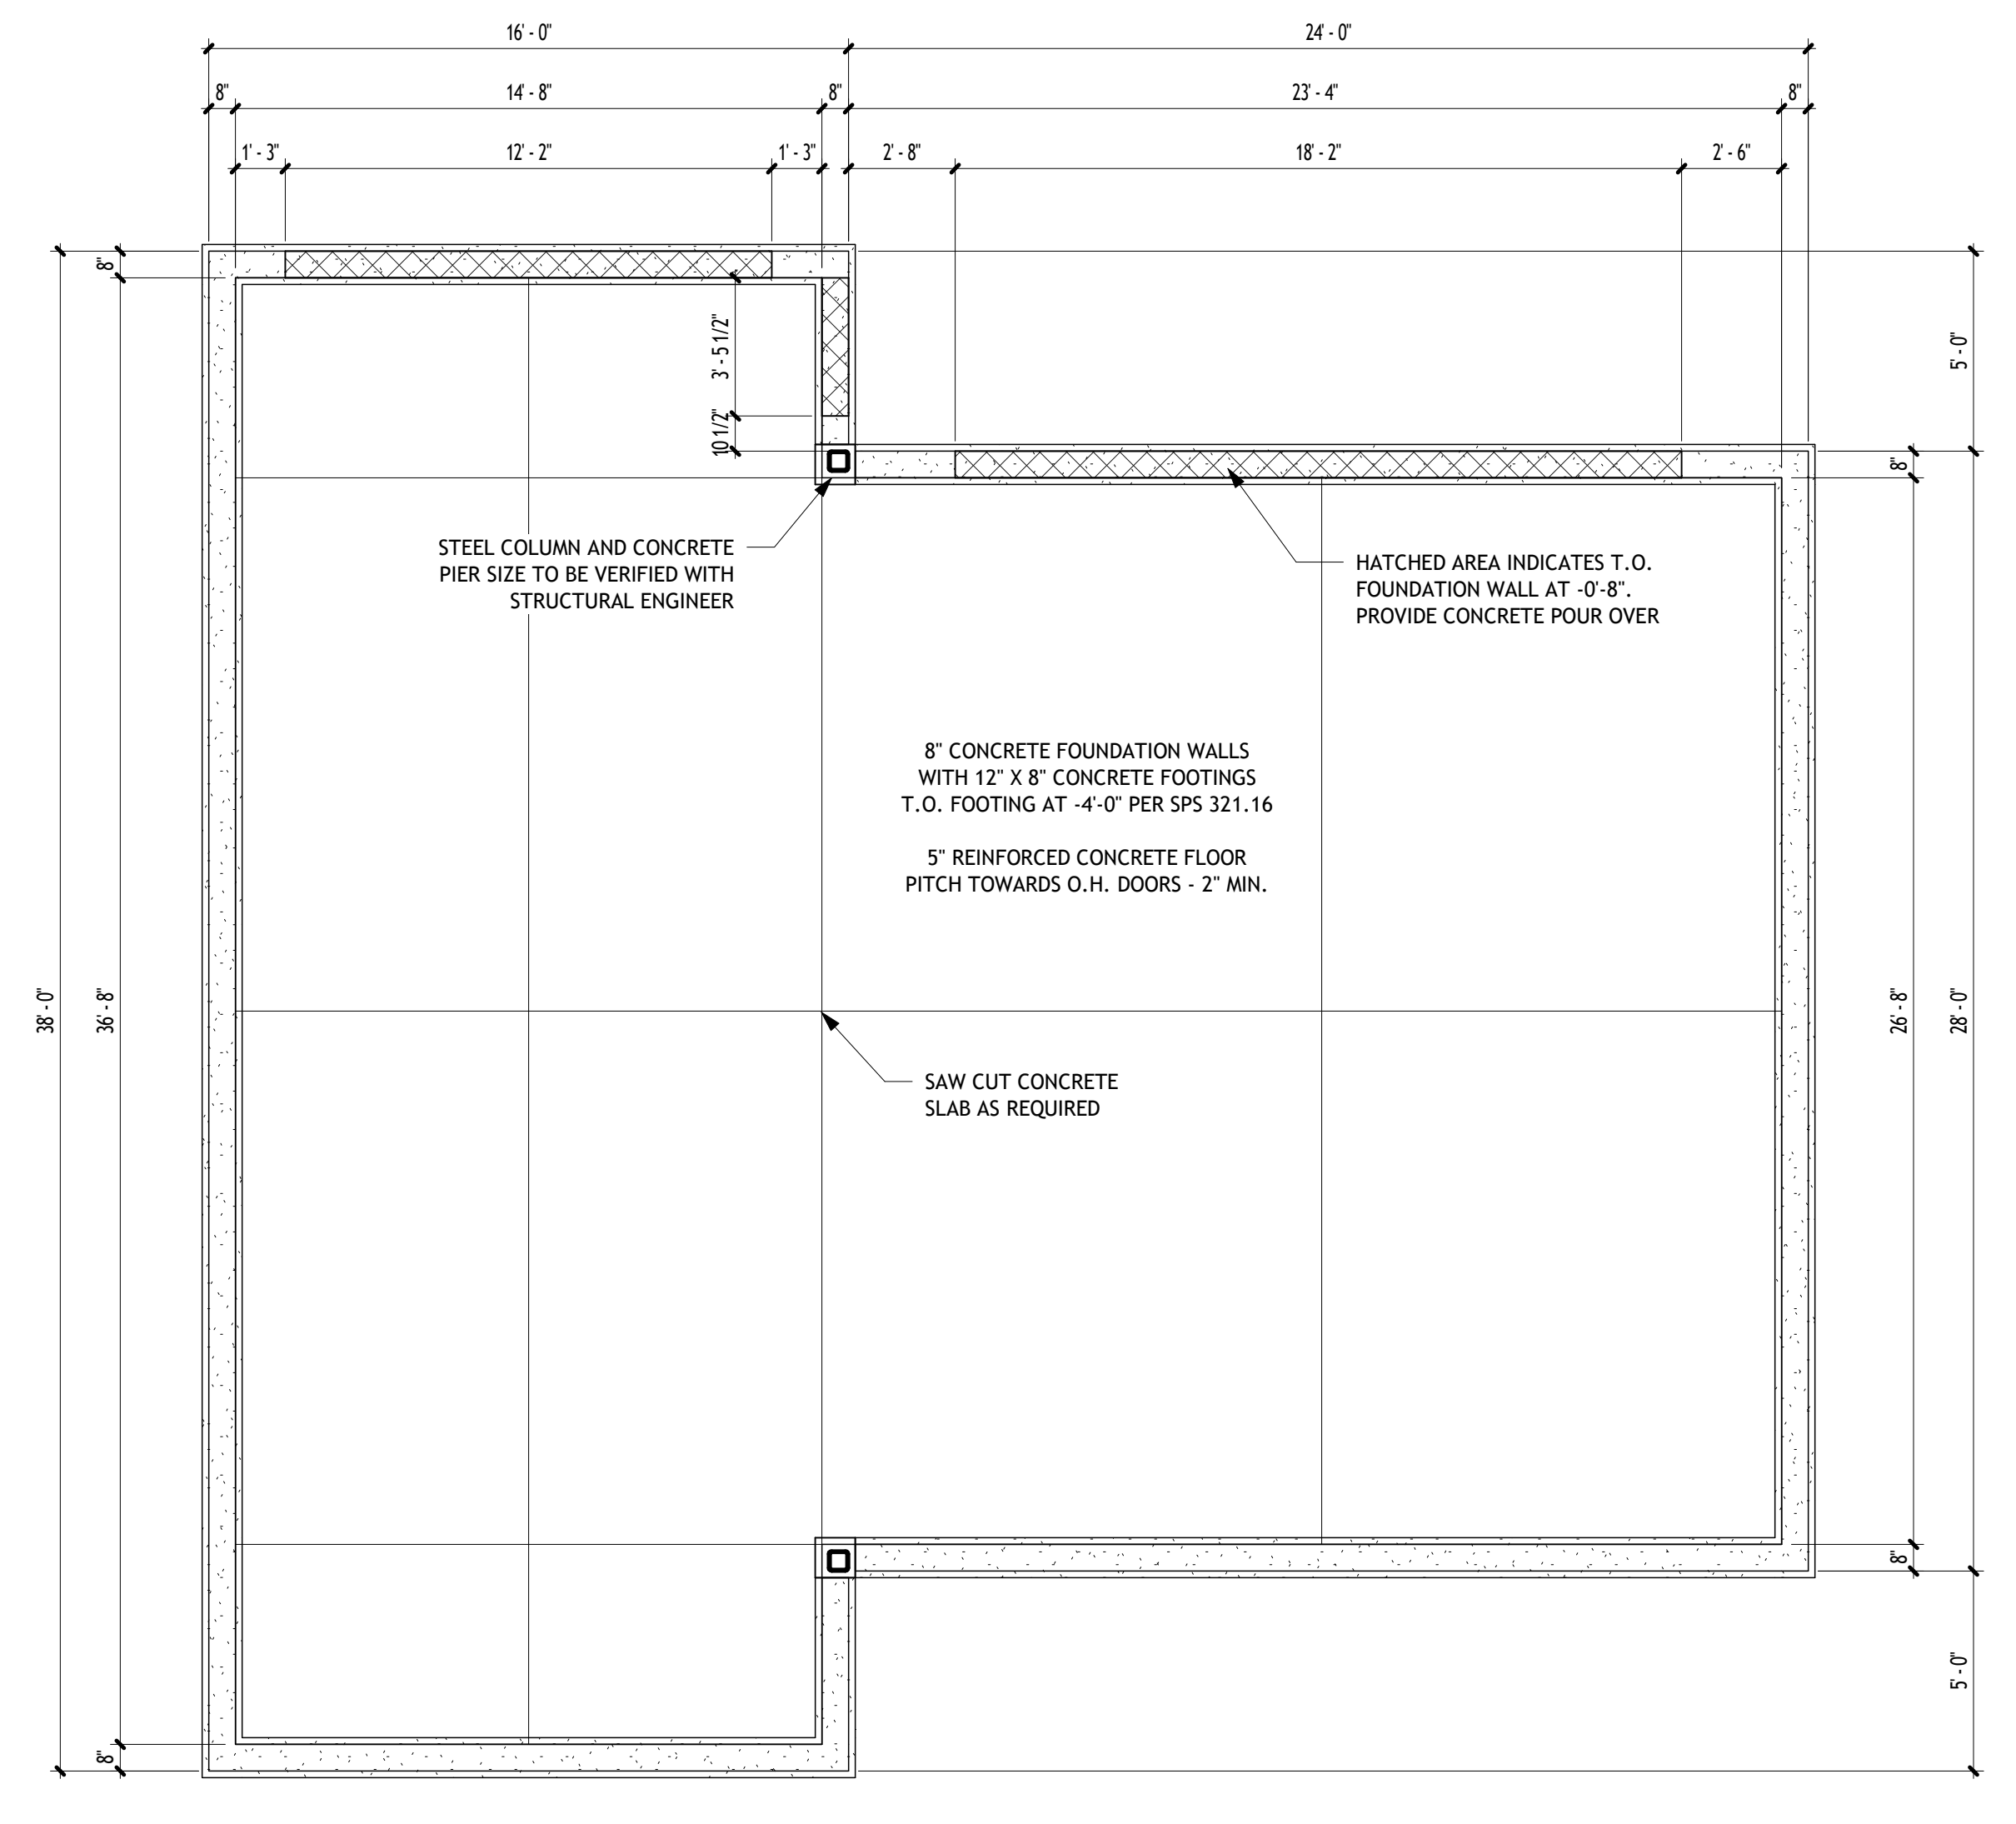 16' - 0"
24' - 0"
8"
14' - 8"
8"
23' - 4"
8"
1' - 3"
12' - 2"
1' - 3"
2' - 8"
18' - 2"
2' - 6"
8"
3' - 5 1/2"
10 1/2"
5' - 0"
8"
STEEL COLUMN AND CONCRETE
PIER SIZE TO BE VERIFIED WITH
STRUCTURAL ENGINEER
HATCHED AREA INDICATES T.O.
FOUNDATION WALL AT -0'-8".
PROVIDE CONCRETE POUR OVER
8" CONCRETE FOUNDATION WALLS
WITH 12" X 8" CONCRETE FOOTINGS
T.O. FOOTING AT -4'-0" PER SPS 321.16
5" REINFORCED CONCRETE FLOOR
PITCH TOWARDS O.H. DOORS - 2" MIN.
38' - 0"
36' - 8"
26' - 8"
28' - 0"
SAW CUT CONCRETE
SLAB AS REQUIRED
8"
5' - 0"
8"